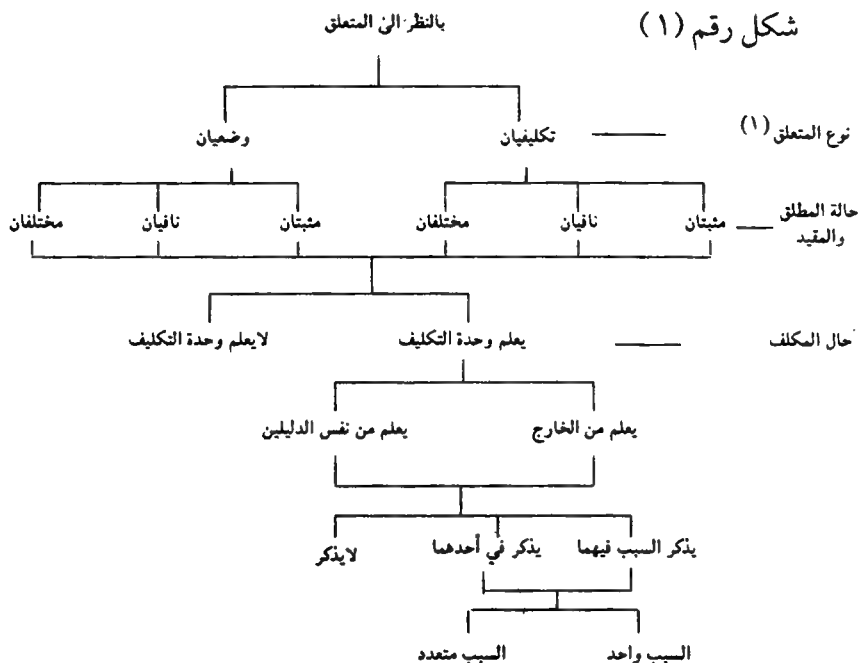 شكل رقم (١)
بالنظر الى المتعلق
نوع المتعلق (١)
تكليفيان
وضعيان
حالة المطلق
والمقيد
مثبتان
نافيان
مختلفان
مثبتان
نافيان
مختلفان
حال المكلف
يعلم وحدة التكليف
لايعلم وحدة التكليف
يعلم من الخارج
يعلم من نفس الدليلين
يذكر السبب فيهما
يذكر في أحدهما
لايذكر
السبب واحد
السبب متعدد